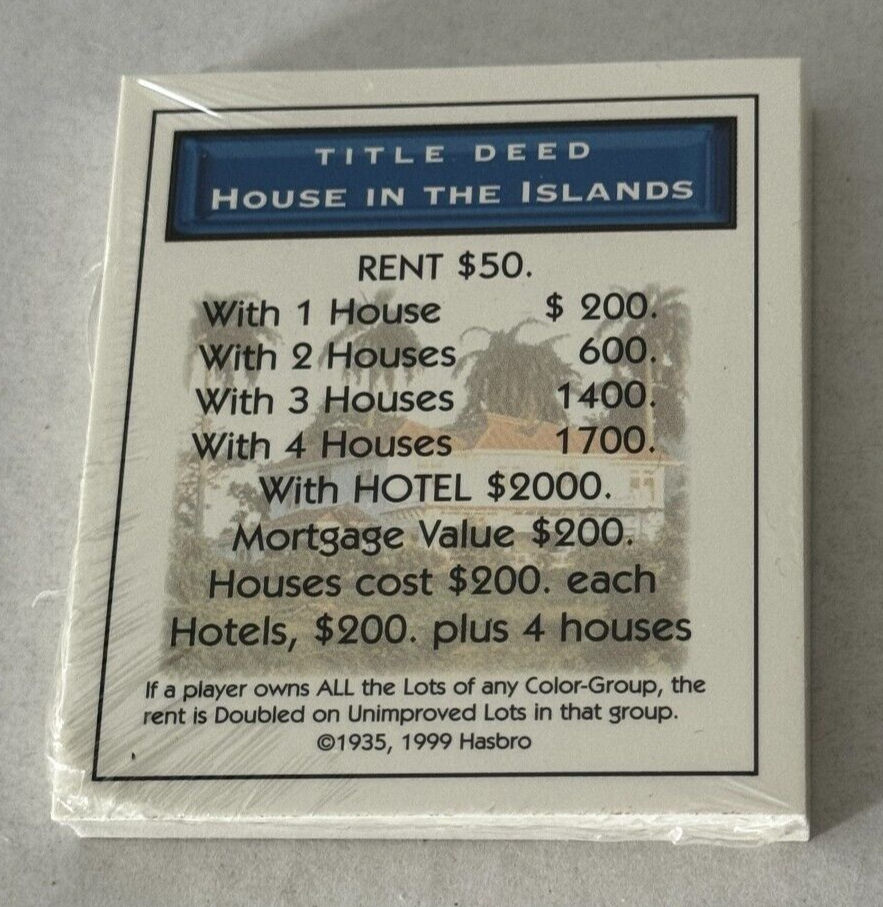 TITLE DEED
HOUSE IN THE ISLANDS
RENT $50.
With 1 House $ 200.
With 2 Houses 600.
With 3 Houses 1400.
With 4 Houses 1700.
With HOTEL $2000.
Mortgage Value $200.
Houses cost $200. each
Hotels, $200. plus 4 houses
If a player owns ALL the Lots of any Color-Group, the
rent is Doubled on Unimproved Lots in that group.
©1935, 1999 Hasbro